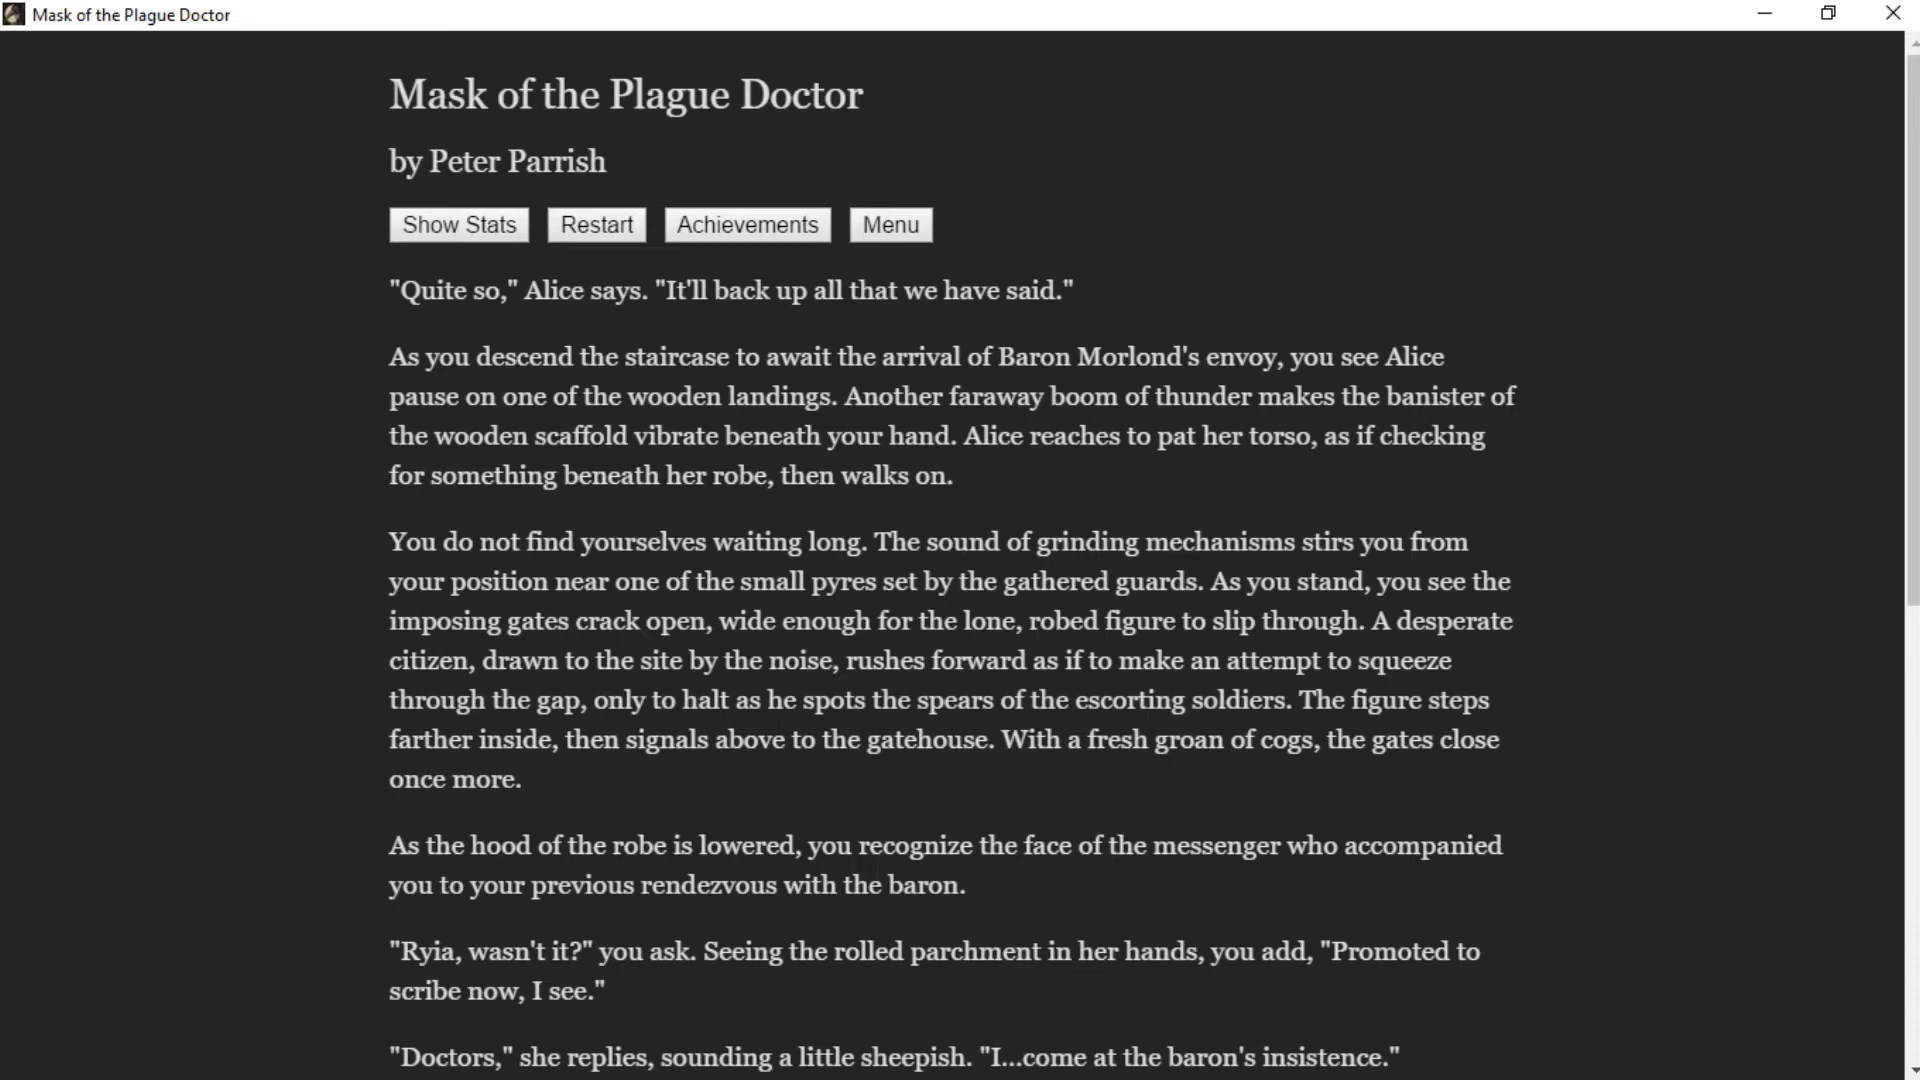 Mask of the Plague Doctor
Mask of the Plague Doctor
by Peter Parrish
Show Stats Restart Achievements Menu
"Quite so," Alice says. "It'll back up all that we have said."
As you descend the staircase to await the arrival of Baron Morlond's envoy, you see Alice
pause on one of the wooden landings. Another faraway boom of thunder makes the banister of
the wooden scaffold vibrate beneath your hand. Alice reaches to pat her torso, as if checking
for something beneath her robe, then walks on.
You do not find yourselves waiting long. The sound of grinding mechanisms stirs you from
your position near one of the small pyres set by the gathered guards. As you stand, you see the
imposing gates crack open, wide enough for the lone, robed figure to slip through. A desperate
citizen, drawn to the site by the noise, rushes forward as if to make an attempt to squeeze
through the gap, only to halt as he spots the spears of the escorting soldiers. The figure steps
farther inside, then signals above to the gatehouse. With a fresh groan of cogs, the gates close
once more.
As the hood of the robe is lowered, you recognize the face of the messenger who accompanied
you to your previous rendezvous with the baron.
"Ryia, wasn't it?" you ask. Seeing the rolled parchment in her hands, you add, "Promoted to
scribe now, I see."
"Doctors," she replies, sounding a little sheepish. "I...come at the baron's insistence."